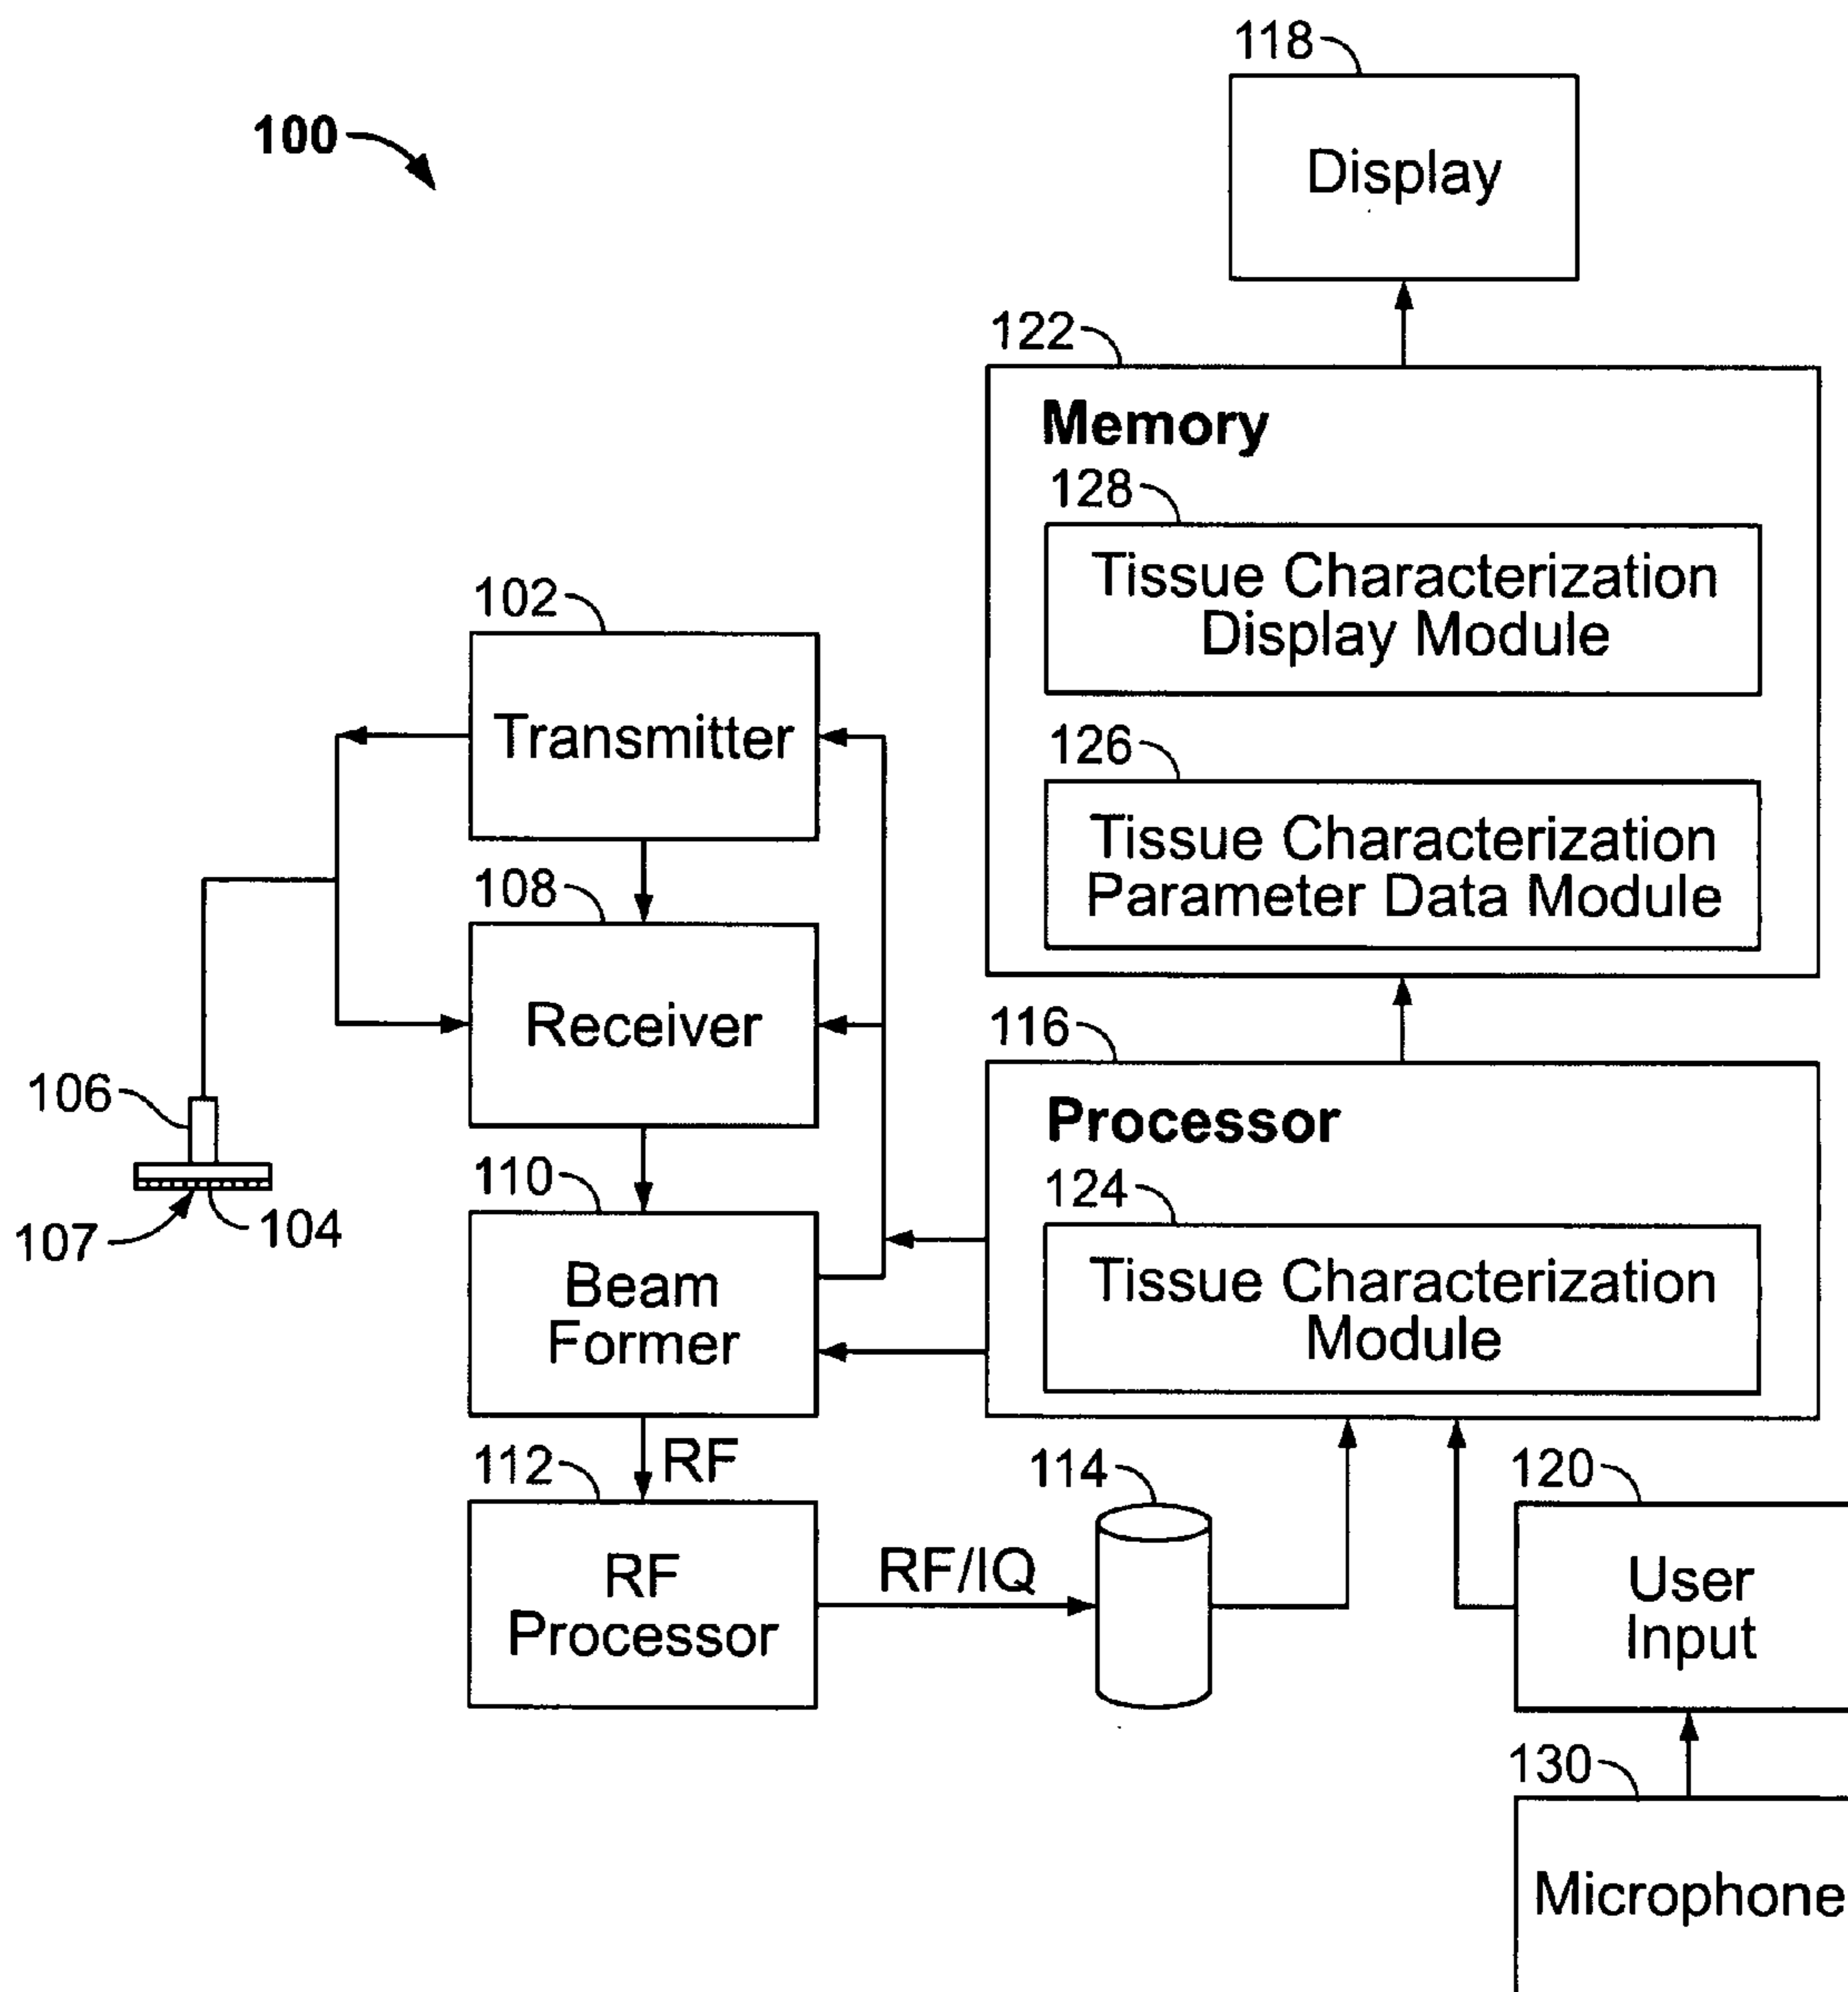 118
100
Display
122
Memory
128
Tissue Characterization
Display Module
102
Transmitter
126
Tissue Characterization
Parameter Data Module
108
Receiver
116
106
Processor
110
124
104
107
Tissue Characterization
Module
Beam
Former
RF
112
114
120
RF
Processor
RF/IQ
User
Input
130
Microphone